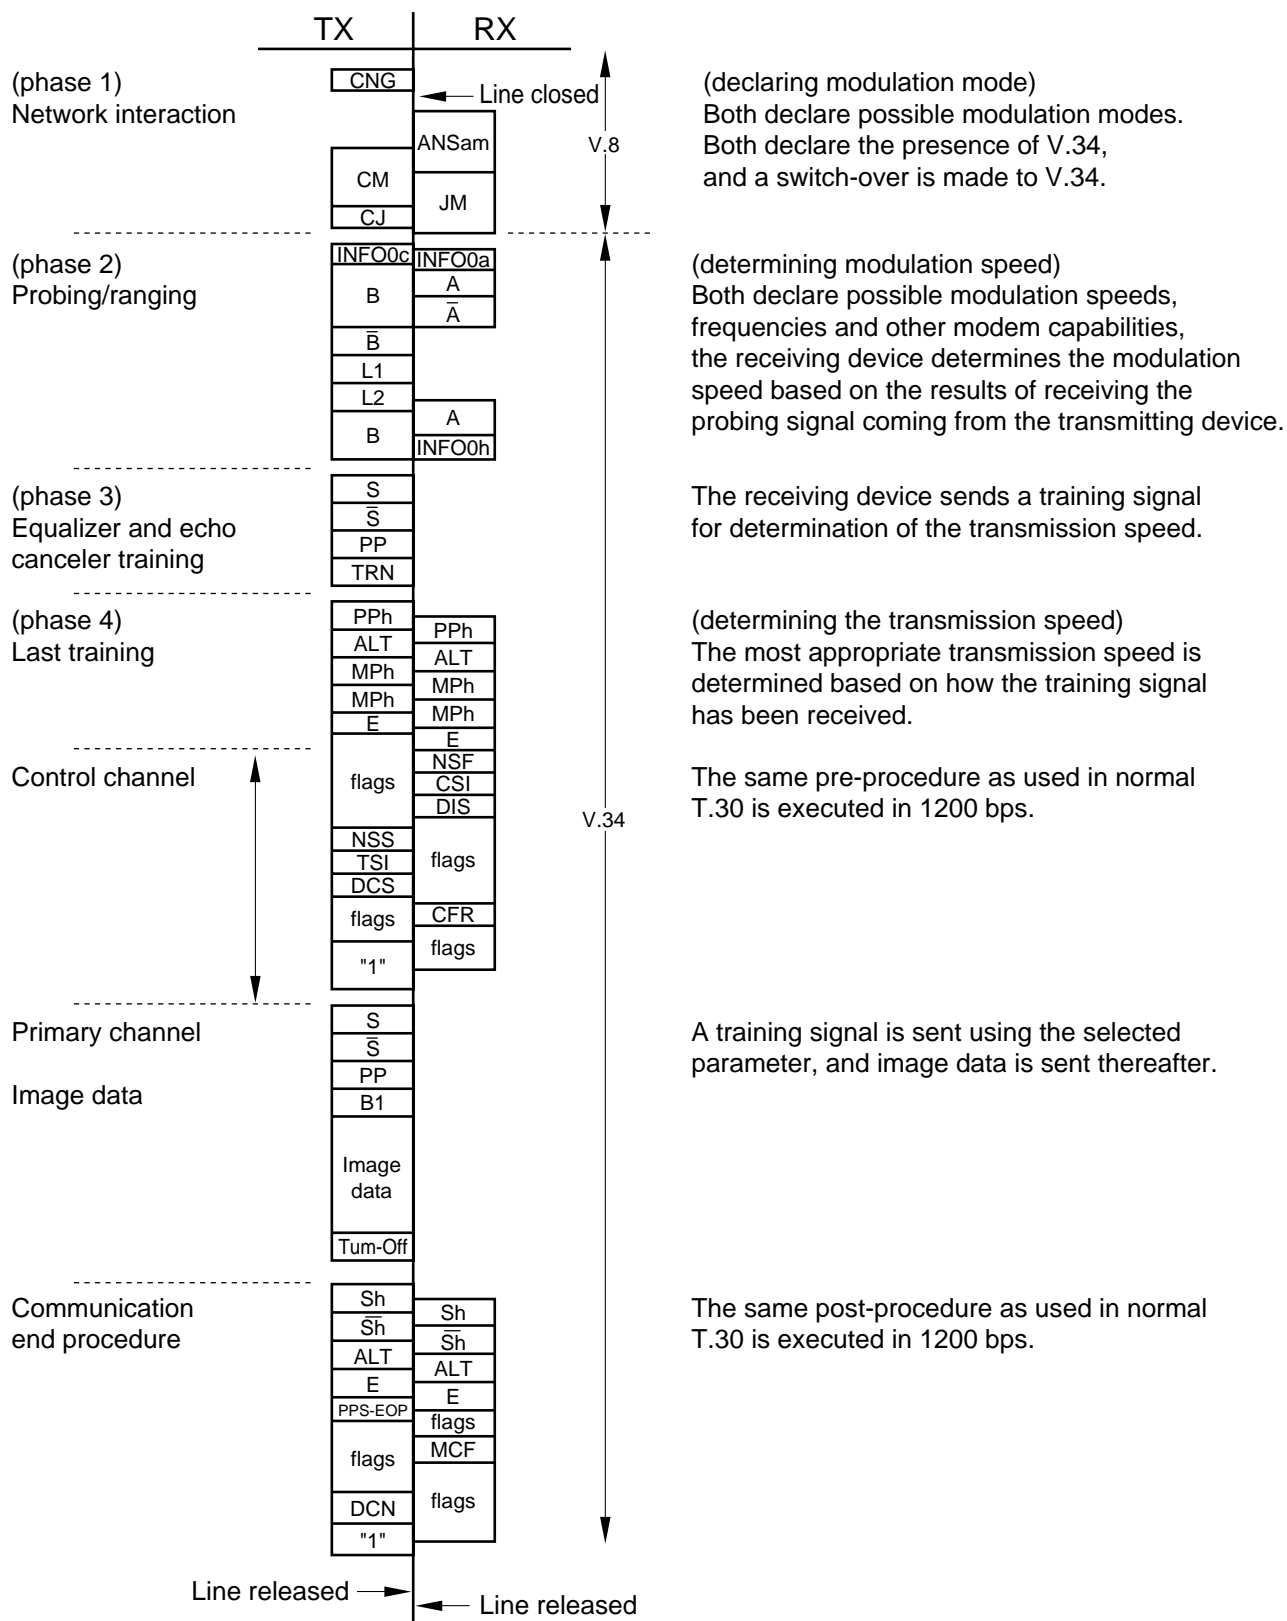 TX
RX
(phase 1)
Network interaction
CNG
Line closed
ANSam
CM
JM
CJ
V.8
(declaring modulation mode)
Both declare possible modulation modes.
Both declare the presence of V.34,
and a switch-over is made to V.34.
(phase 2)
Probing/ranging
INFO0c
INFO0a
B
A
A̅
B̅
L1
L2
B
A
INFO0h
(determining modulation speed)
Both declare possible modulation speeds,
frequencies and other modem capabilities,
the receiving device determines the modulation
speed based on the results of receiving the
probing signal coming from the transmitting device.
(phase 3)
Equalizer and echo
canceler training
S
S̅
PP
TRN
The receiving device sends a training signal
for determination of the transmission speed.
(phase 4)
Last training
PPh
ALT
MPh
MPh
E
PPh
ALT
MPh
MPh
E
(determining the transmission speed)
The most appropriate transmission speed is
determined based on how the training signal
has been received.
Control channel
flags
NSS
TSI
DCS
flags
"1"
NSF
CSI
DIS
flags
CFR
flags
V.34
The same pre-procedure as used in normal
T.30 is executed in 1200 bps.
Primary channel
Image data
S
S̅
PP
B1
Image
data
Tum-Off
A training signal is sent using the selected
parameter, and image data is sent thereafter.
Communication
end procedure
Sh
S̅h̅
ALT
E
PPS-EOP
flags
DCN
"1"
Sh
S̅h̅
ALT
E
flags
MCF
flags
The same post-procedure as used in normal
T.30 is executed in 1200 bps.
Line released
Line released